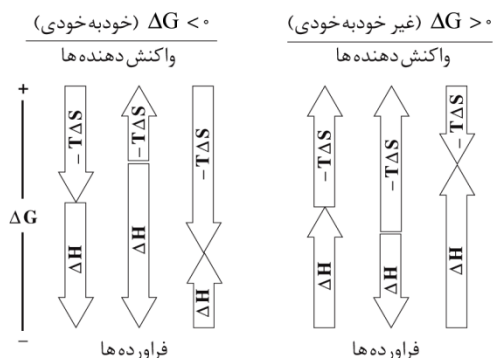 ΔG < ۰ (خودبه‌خودی)
واکنش دهنده‌ها
ΔG > ۰ (غیر خودبه‌خودی)
واکنش دهنده‌ها
+
ΔG
−
−TΔS
ΔH
−TΔS
ΔH
−TΔS
ΔH
−TΔS
ΔH
−TΔS
ΔH
−TΔS
ΔH
فراورده‌ها
فراورده‌ها